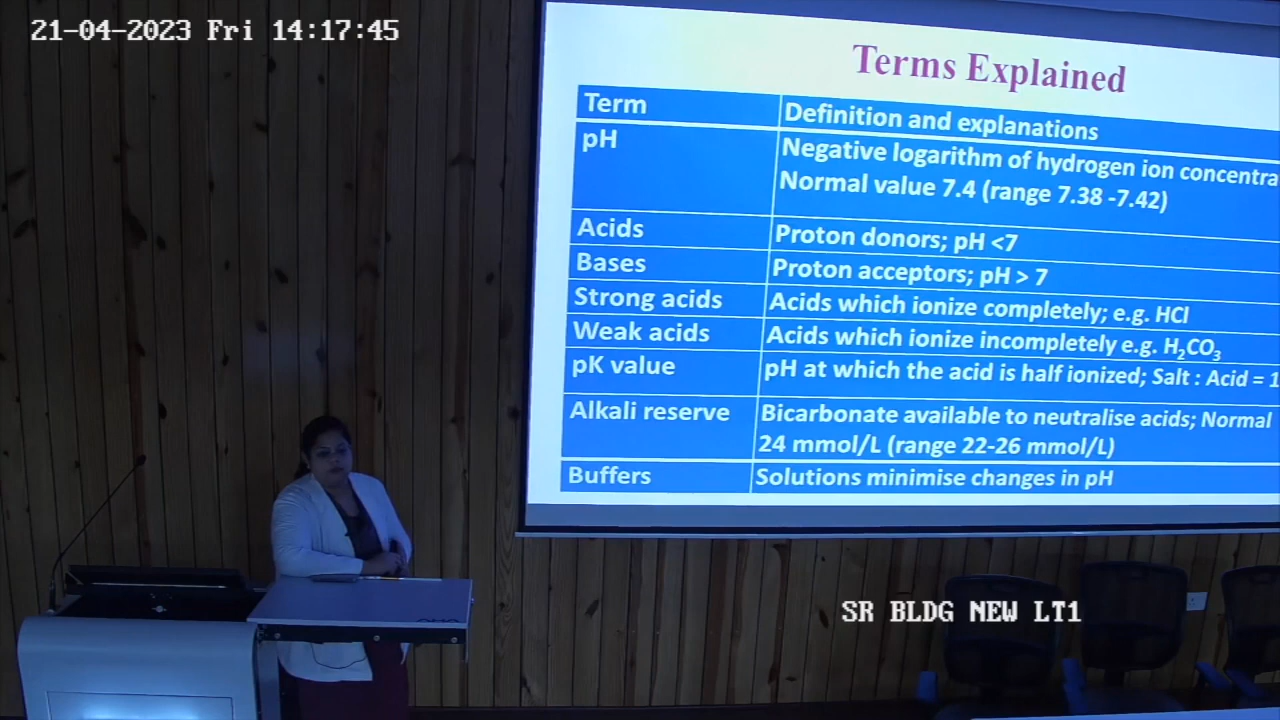 21-04-2023 Fri 14:17:45
Terms Explained
Term
Definition and explanations
pH
Negative logarithm of hydrogen ion concentra
Normal value 7.4 (range 7.38 -7.42)
Acids
Proton donors; pH <7
Bases
Proton acceptors; pH > 7
Strong acids
Acids which ionize completely; e.g. HCl
Weak acids
Acids which ionize incompletely e.g. H₂CO₃
pK value
pH at which the acid is half ionized; Salt : Acid = 1
Alkali reserve
Bicarbonate available to neutralise acids; Normal
24 mmol/L (range 22-26 mmol/L)
Buffers
Solutions minimise changes in pH
SR BLDG NEW LT1